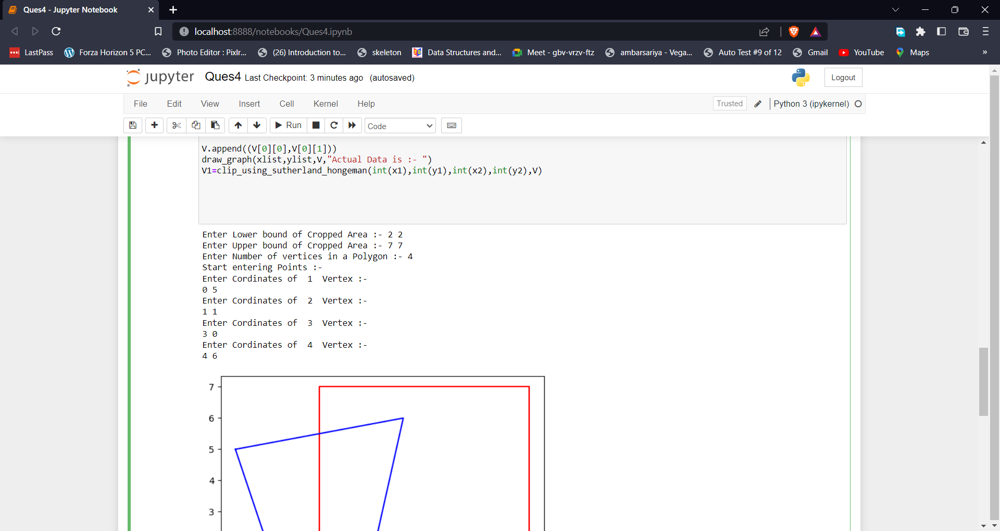 Ques4 - Jupyter Notebook
localhost:8888/notebooks/Ques4.ipynb
LastPass Forza Horizon 5 PC... Photo Editor : Pixlr... (26) Introduction to... skeleton Data Structures and... Meet - gbv-vrzv-ftz ambarsariya - Vega... Auto Test #9 of 12 Gmail YouTube Maps »
jupyter Ques4 Last Checkpoint: 3 minutes ago (autosaved) Logout
File Edit View Insert Cell Kernel Help Trusted Python 3 (ipykernel)
Run Code
V.append((V[0][0],V[0][1]))
draw_graph(xlist,ylist,V,"Actual Data is :- ")
V1=clip_using_sutherland_hongeman(int(x1),int(y1),int(x2),int(y2),V)
Enter Lower bound of Cropped Area :- 2 2
Enter Upper bound of Cropped Area :- 7 7
Enter Number of vertices in a Polygon :- 4
Start entering Points :-
Enter Cordinates of  1  Vertex :-
0 5
Enter Cordinates of  2  Vertex :-
1 1
Enter Cordinates of  3  Vertex :-
3 0
Enter Cordinates of  4  Vertex :-
4 6
7
6
5
4
3